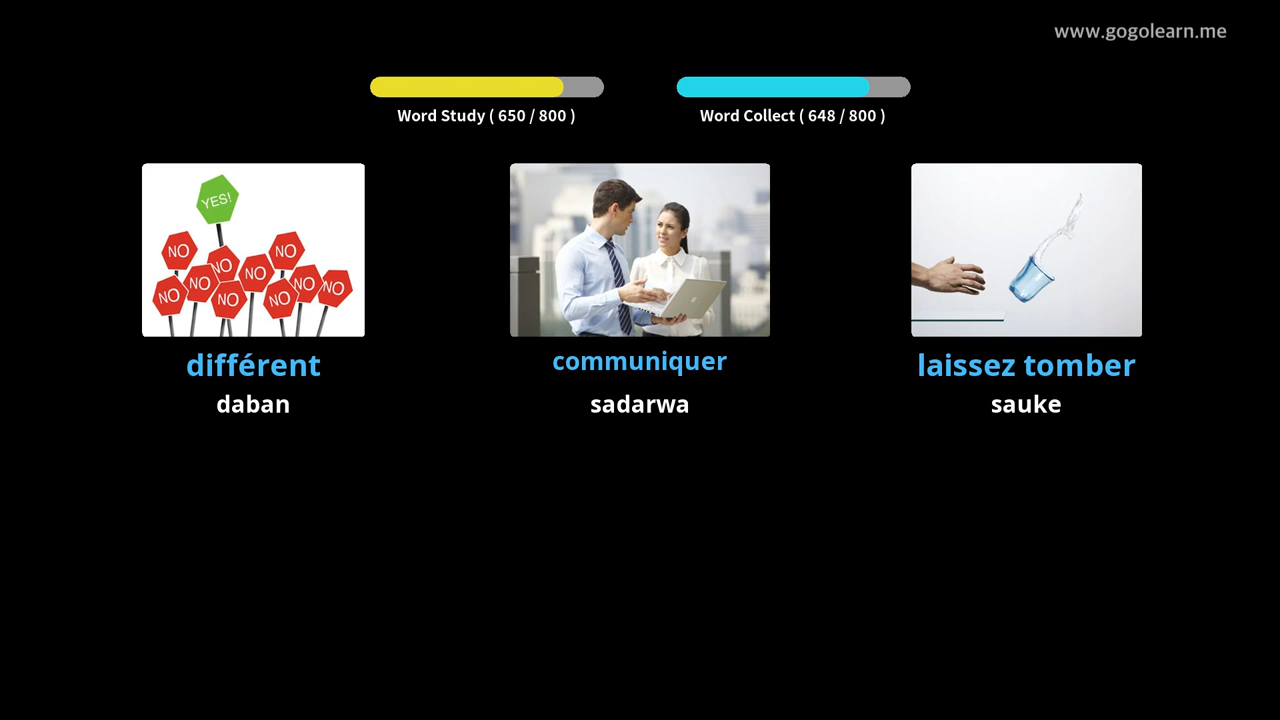 www.gogolearn.me
Word Study ( 650 / 800 )
Word Collect ( 648 / 800 )
YES!
NO
NO
NO
NO
NO
NO
NO
NO
NO
NO
différent
communiquer
laissez tomber
daban
sadarwa
sauke